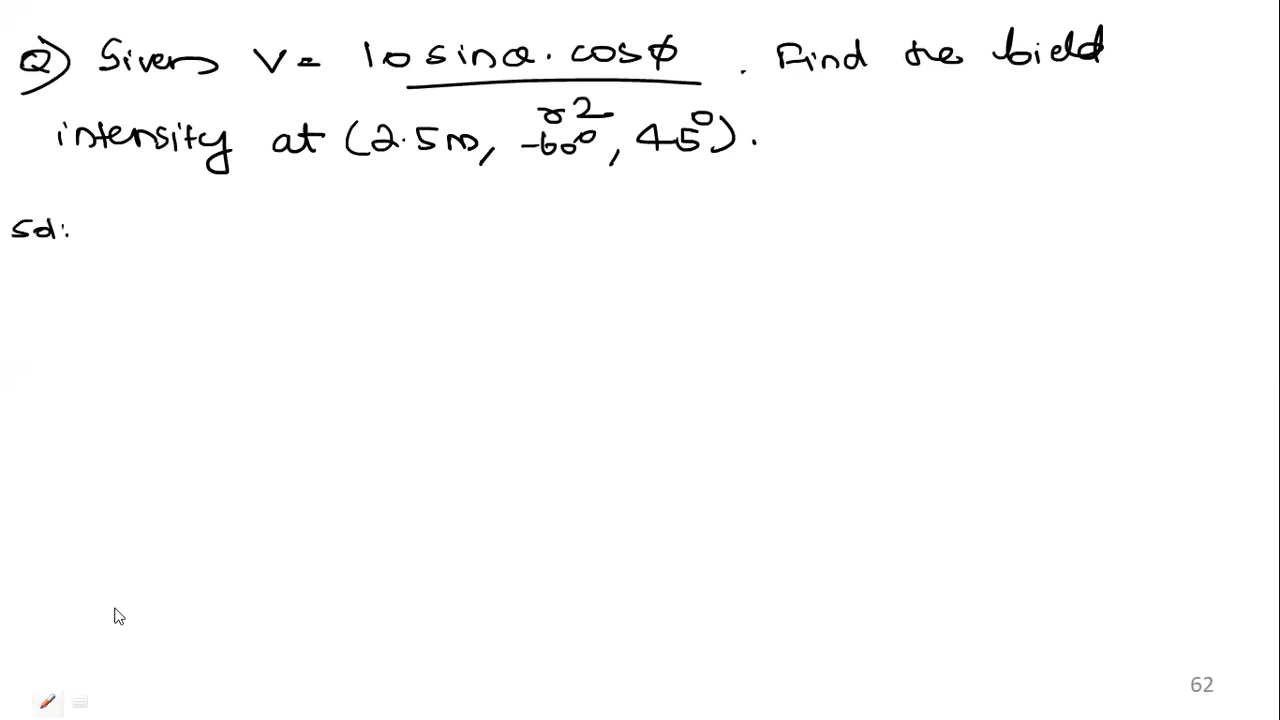 Q) Given V = 10 sinθ. cosφ . Find the field
r2
intensity at (2.5m, -60°, 45°).
Sol:
62